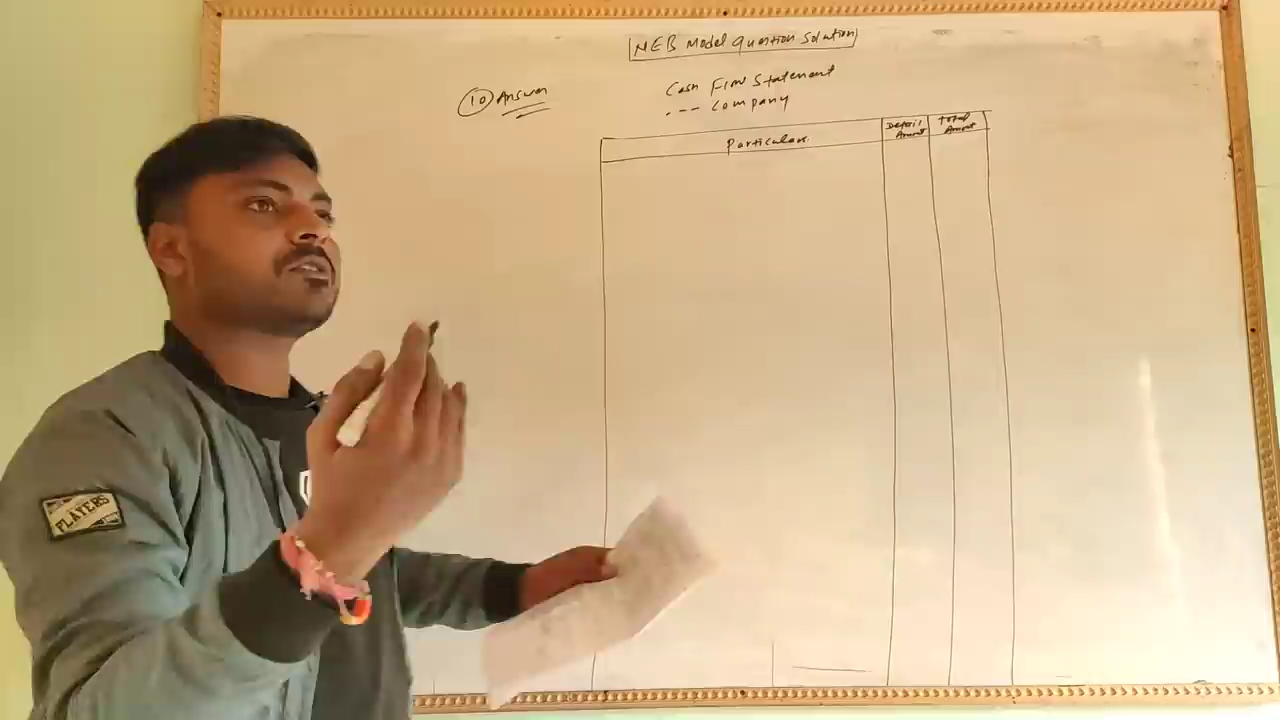 NEB Model Question Solution
(10) Answer
Cash Flow Statement
.--- Company
Particulars
Detail Amount
Total Amount
PLAYERS